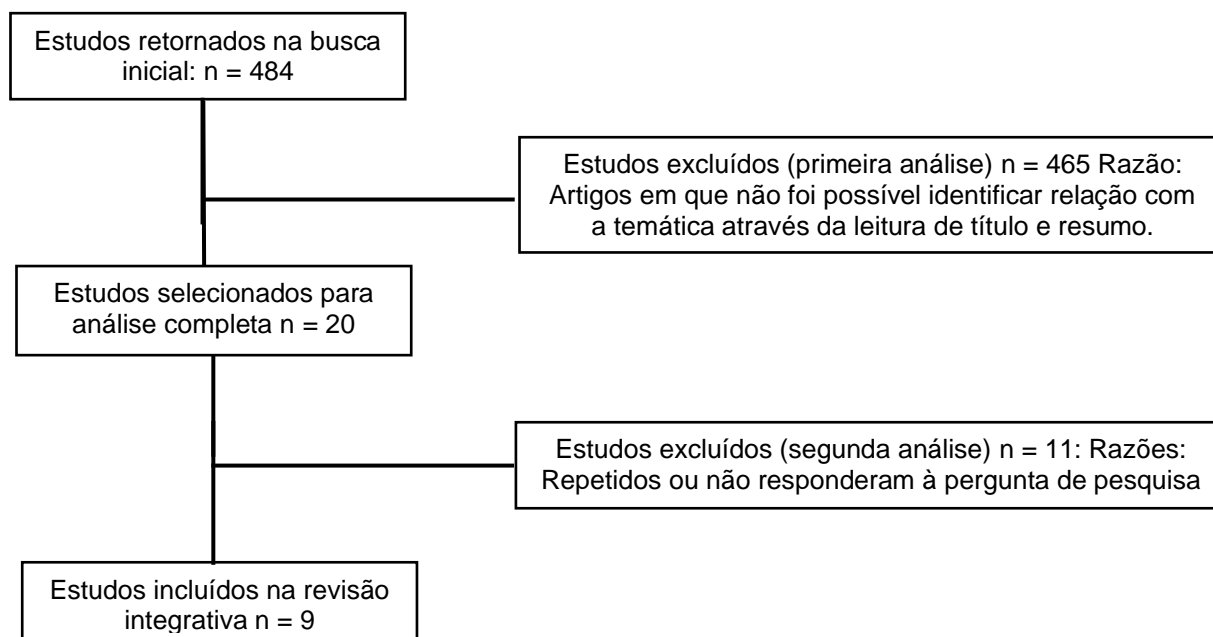 Estudos retornados na busca
inicial: n = 484
Estudos excluídos (primeira análise) n = 465 Razão:
Artigos em que não foi possível identificar relação com
a temática através da leitura de título e resumo.
Estudos selecionados para
análise completa n = 20
Estudos excluídos (segunda análise) n = 11: Razões:
Repetidos ou não responderam à pergunta de pesquisa
Estudos incluídos na revisão
integrativa n = 9